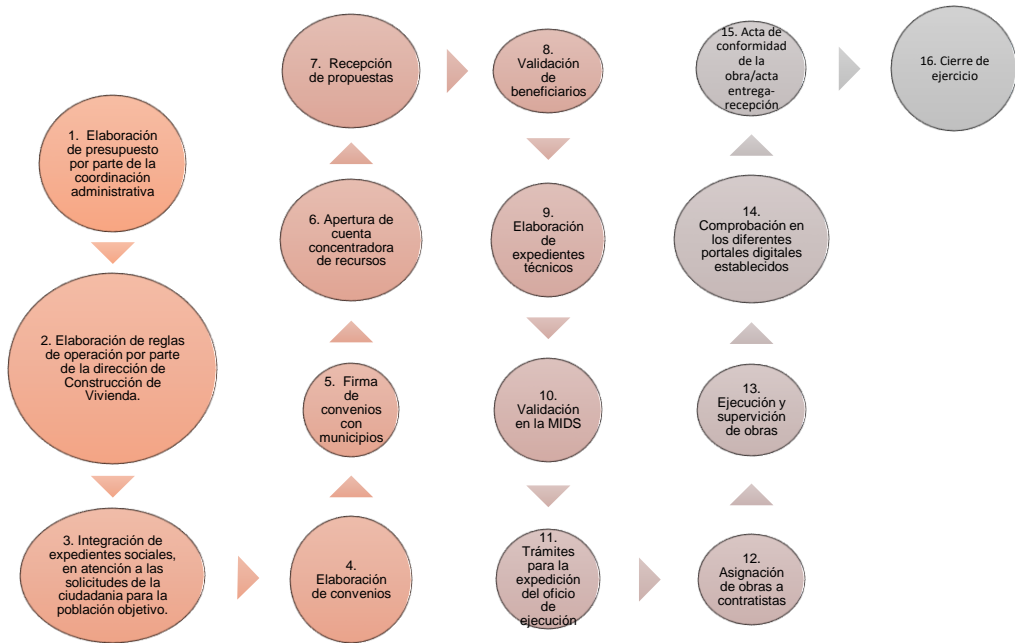 1. Elaboración
de presupuesto
por parte de la
coordinación
administrativa
2. Elaboración de reglas
de operación por parte
de la dirección de
Construcción de
Vivienda.
3. Integración de
expedientes sociales,
en atención a las
solicitudes de la
ciudadania para la
población objetivo.
4.
Elaboración
de convenios
5. Firma
de
convenios
con
municipios
6. Apertura de
cuenta
concentradora
de recursos
7. Recepción
de propuestas
8.
Validación
de
beneficiarios
9.
Elaboración
de
expedientes
técnicos
10.
Validación
en la MIDS
11.
Trámites
para la
expedición
del oficio
de
ejecución
12.
Asignación
de obras a
contratistas
13.
Ejecución y
supervición
de obras
14.
Comprobación en
los diferentes
portales digitales
establecidos
15. Acta de
conformidad
de la
obra/acta
entrega-
recepción
16. Cierre de
ejercicio